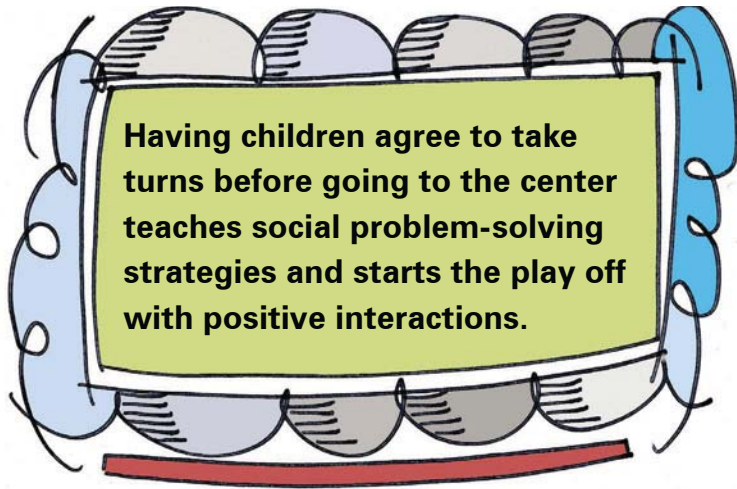 Having children agree to take
turns before going to the center
teaches social problem-solving
strategies and starts the play off
with positive interactions.